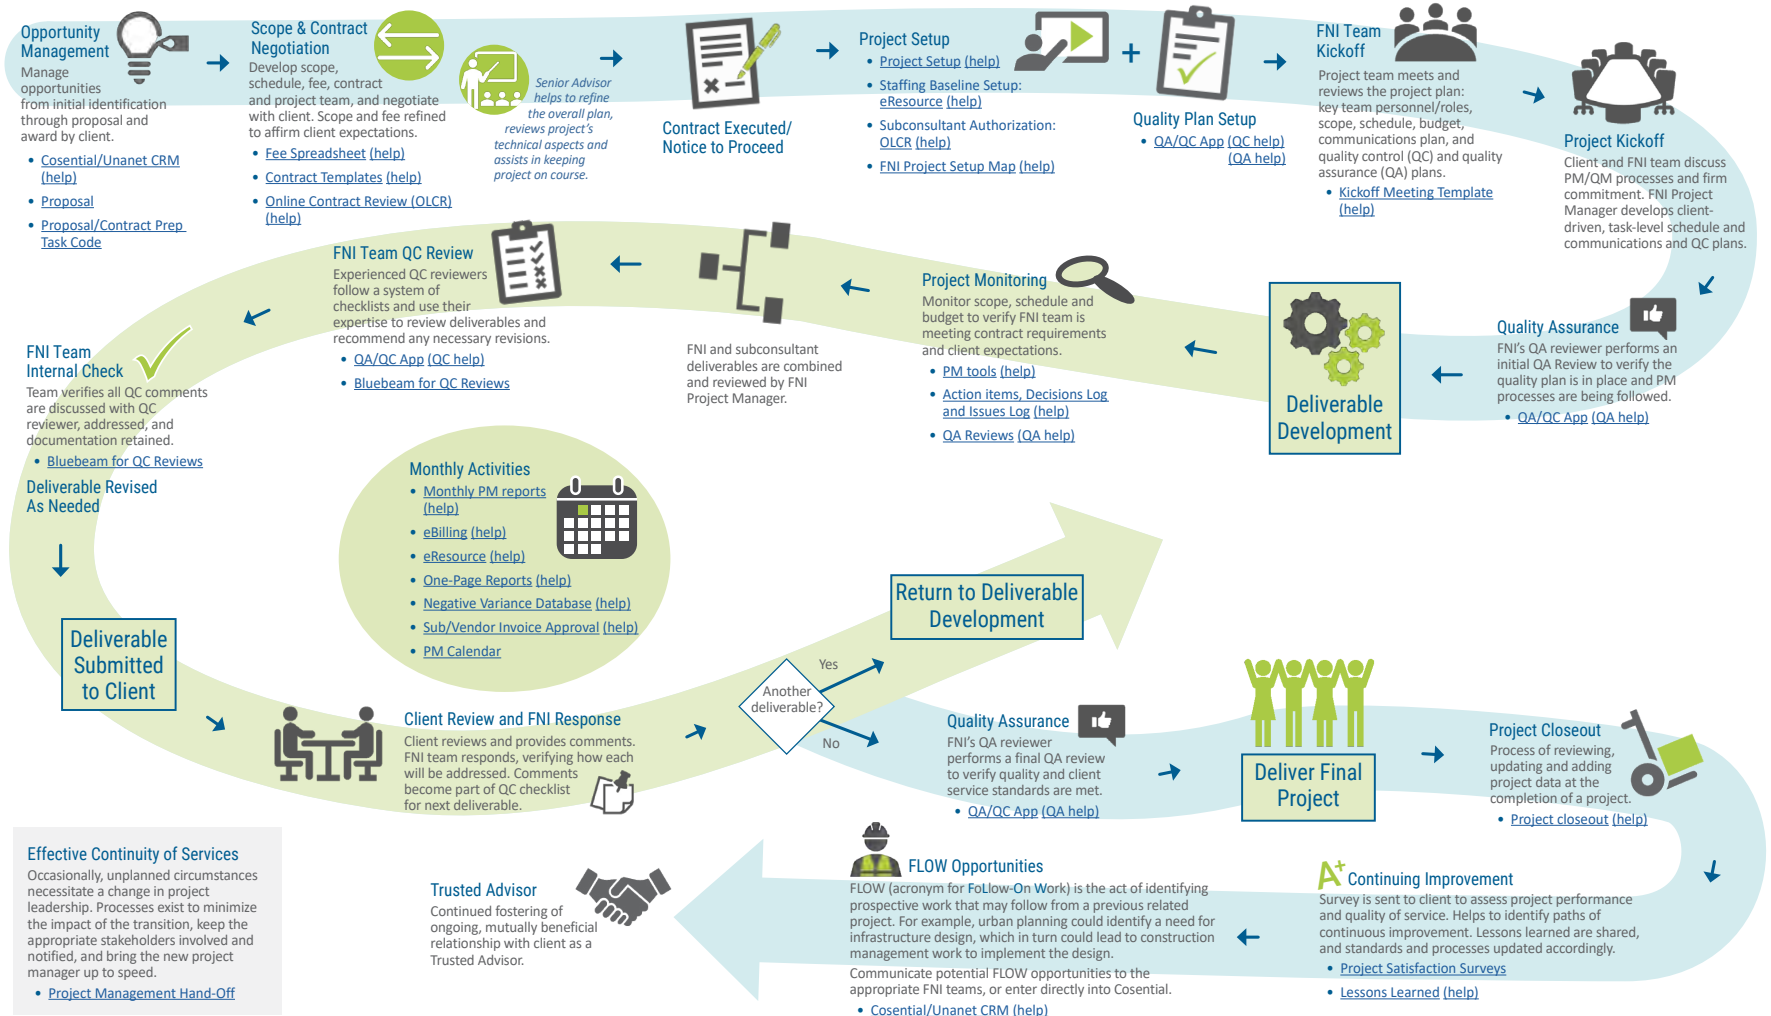 Opportunity
Management
Manage
opportunities
from initial identification
through proposal and
award by client.
• Cosential/Unanet CRM
(help)
• Proposal
• Proposal/Contract Prep
Task Code
Scope & Contract
Negotiation
Develop scope,
schedule, fee, contract
and project team, and negotiate
with client. Scope and fee refined
to affirm client expectations.
• Fee Spreadsheet (help)
• Contract Templates (help)
• Online Contract Review (OLCR)
(help)
Senior Advisor
helps to refine
the overall plan,
reviews project's
technical aspects and
assists in keeping
project on course.
Contract Executed/
Notice to Proceed
Project Setup
• Project Setup (help)
• Staffing Baseline Setup:
eResource (help)
• Subconsultant Authorization:
OLCR (help)
• FNI Project Setup Map (help)
+
Quality Plan Setup
• QA/QC App (QC help)
(QA help)
FNI Team
Kickoff
Project team meets and
reviews the project plan:
key team personnel/roles,
scope, schedule, budget,
communications plan, and
quality control (QC) and quality
assurance (QA) plans.
• Kickoff Meeting Template
(help)
Project Kickoff
Client and FNI team discuss
PM/QM processes and firm
commitment. FNI Project
Manager develops client-
driven, task-level schedule and
communications and QC plans.
Quality Assurance
FNI's QA reviewer performs an
initial QA Review to verify the
quality plan is in place and PM
processes are being followed.
• QA/QC App (QA help)
Deliverable
Development
Project Monitoring
Monitor scope, schedule and
budget to verify FNI team is
meeting contract requirements
and client expectations.
• PM tools (help)
• Action items, Decisions Log
and Issues Log (help)
• QA Reviews (QA help)
FNI and subconsultant
deliverables are combined
and reviewed by FNI
Project Manager.
FNI Team QC Review
Experienced QC reviewers
follow a system of
checklists and use their
expertise to review deliverables and
recommend any necessary revisions.
• QA/QC App (QC help)
• Bluebeam for QC Reviews
FNI Team
Internal Check
Team verifies all QC comments
are discussed with QC
reviewer, addressed, and
documentation retained.
• Bluebeam for QC Reviews
Deliverable Revised
As Needed
Monthly Activities
• Monthly PM reports
(help)
• eBilling (help)
• eResource (help)
• One-Page Reports (help)
• Negative Variance Database (help)
• Sub/Vendor Invoice Approval (help)
• PM Calendar
Deliverable
Submitted
to Client
Client Review and FNI Response
Client reviews and provides comments.
FNI team responds, verifying how each
will be addressed. Comments
become part of QC checklist
for next deliverable.
Another
deliverable?
Yes
No
Return to Deliverable
Development
Quality Assurance
FNI's QA reviewer
performs a final QA review
to verify quality and client
service standards are met.
• QA/QC App (QA help)
Deliver Final
Project
Project Closeout
Process of reviewing,
updating and adding
project data at the
completion of a project.
• Project closeout (help)
A+ Continuing Improvement
Survey is sent to client to assess project performance
and quality of service. Helps to identify paths of
continuous improvement. Lessons learned are shared,
and standards and processes updated accordingly.
• Project Satisfaction Surveys
• Lessons Learned (help)
FLOW Opportunities
FLOW (acronym for FoLlow-On Work) is the act of identifying
prospective work that may follow from a previous related
project. For example, urban planning could identify a need for
infrastructure design, which in turn could lead to construction
management work to implement the design.
Communicate potential FLOW opportunities to the
appropriate FNI teams, or enter directly into Cosential.
• Cosential/Unanet CRM (help)
Trusted Advisor
Continued fostering of
ongoing, mutually beneficial
relationship with client as a
Trusted Advisor.
Effective Continuity of Services
Occasionally, unplanned circumstances
necessitate a change in project
leadership. Processes exist to minimize
the impact of the transition, keep the
appropriate stakeholders involved and
notified, and bring the new project
manager up to speed.
• Project Management Hand-Off